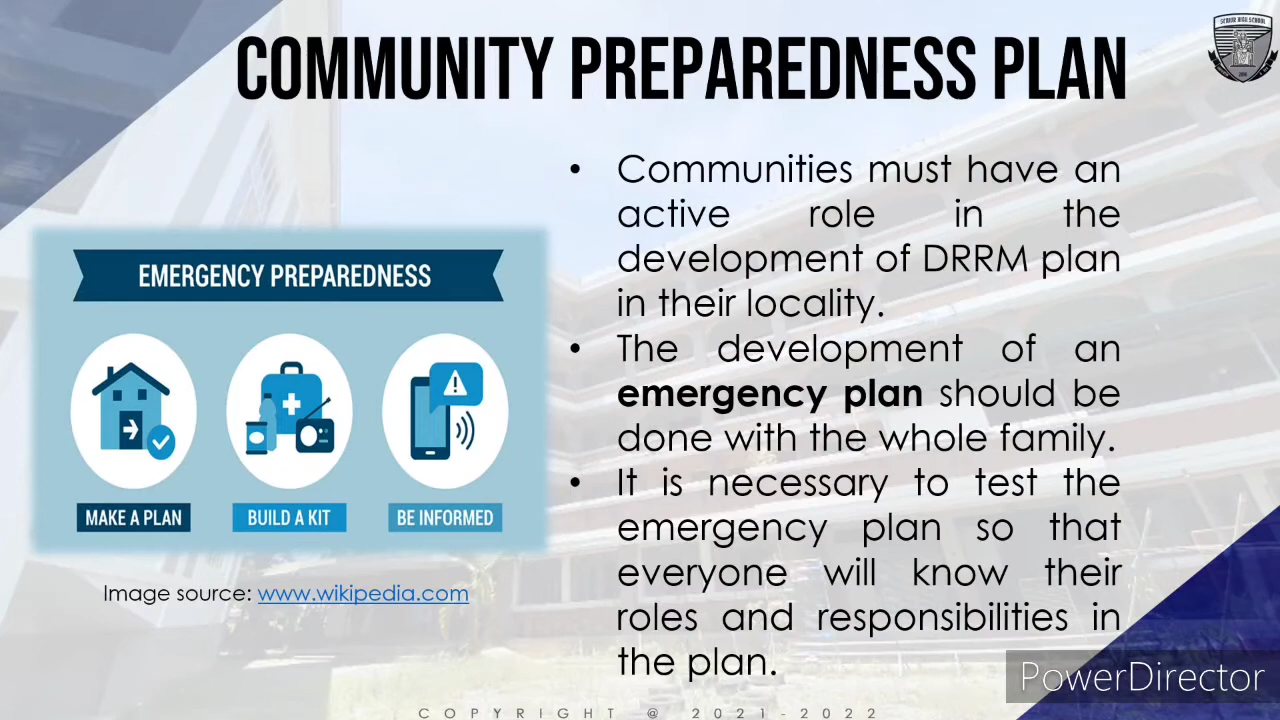 COMMUNITY PREPAREDNESS PLAN
SENIOR HIGH SCHOOL
EMERGENCY PREPAREDNESS
MAKE A PLAN
BUILD A KIT
BE INFORMED
Image source: www.wikipedia.com
• Communities must have an
active role in the
development of DRRM plan
in their locality.
• The development of an
emergency plan should be
done with the whole family.
• It is necessary to test the
emergency plan so that
everyone will know their
roles and responsibilities in
the plan.
PowerDirector
COPYRIGHT @ 2021-2022